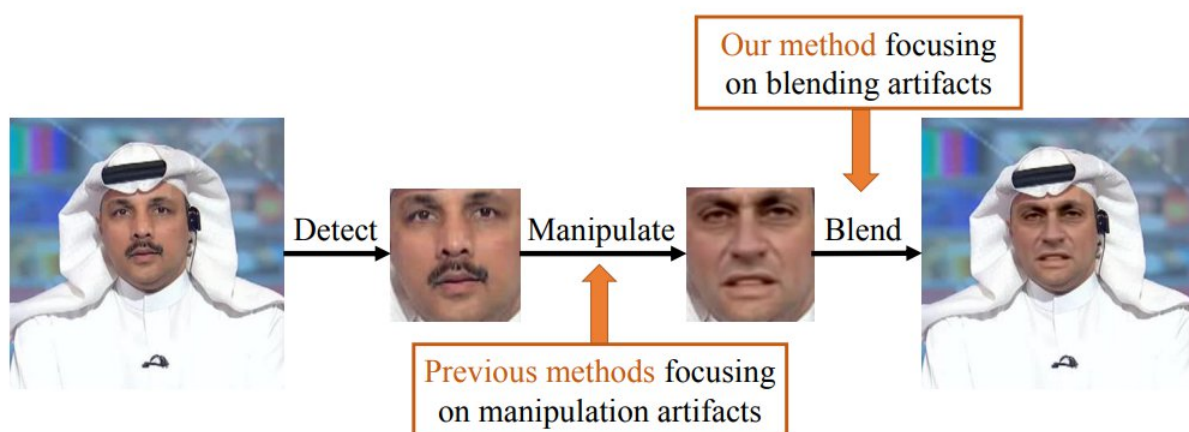 Our method focusing
on blending artifacts
Detect
Manipulate
Blend
Previous methods focusing
on manipulation artifacts